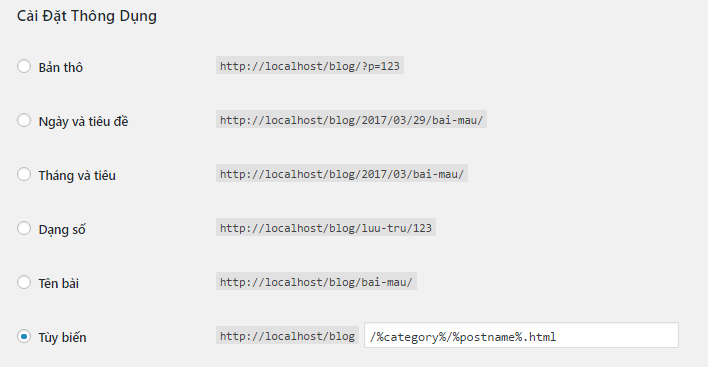 Cài Đặt Thông Dụng
Bản thô http://localhost/blog/?p=123
Ngày và tiêu đề http://localhost/blog/2017/03/29/bai-mau/
Tháng và tiêu http://localhost/blog/2017/03/bai-mau/
Dạng số http://localhost/blog/luu-tru/123
Tên bài http://localhost/blog/bai-mau/
Tùy biến http://localhost/blog /%category%/%postname%.html